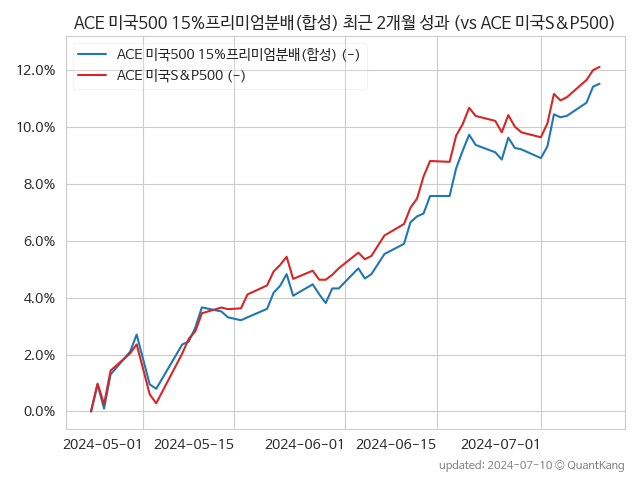 ACE 미국500 15%프리미엄분배(합성) 최근 2개월 성과 (vs ACE 미국S&P500)
ACE 미국500 15%프리미엄분배(합성) (-)
ACE 미국S&P500 (-)
12.0%
10.0%
8.0%
6.0%
4.0%
2.0%
0.0%
2024-05-01 2024-05-15 2024-06-01 2024-06-15 2024-07-01
updated: 2024-07-10 © QuantKang